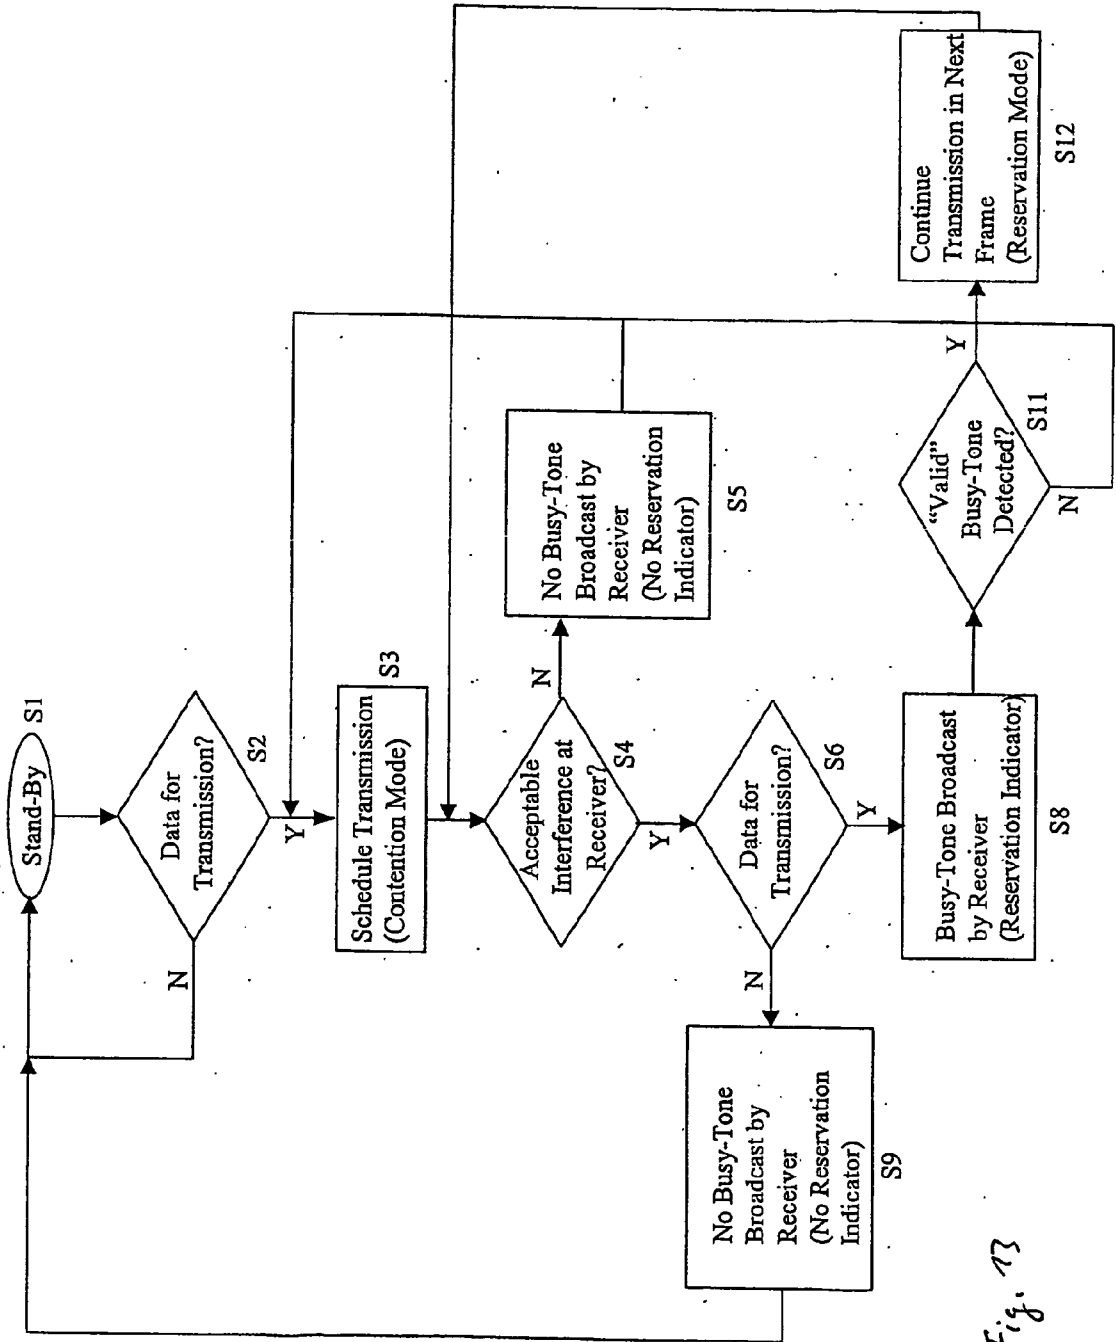 Stand-By
S1
Data for
Transmission?
S2
N
Y
Schedule Transmission
(Contention Mode)
S3
Acceptable
Interference at
Receiver?
S4
N
Y
No Busy-Tone
Broadcast by
Receiver
(No Reservation
Indicator)
S5
Data for
Transmission?
S6
N
Y
No Busy-Tone
Broadcast by
Receiver
(No Reservation
Indicator)
S9
Busy-Tone Broadcast
by Receiver
(Reservation Indicator)
S8
“Valid”
Busy-Tone
Detected?
S11
Y
N
Continue
Transmission in Next
Frame
(Reservation Mode)
S12
Fig. 13